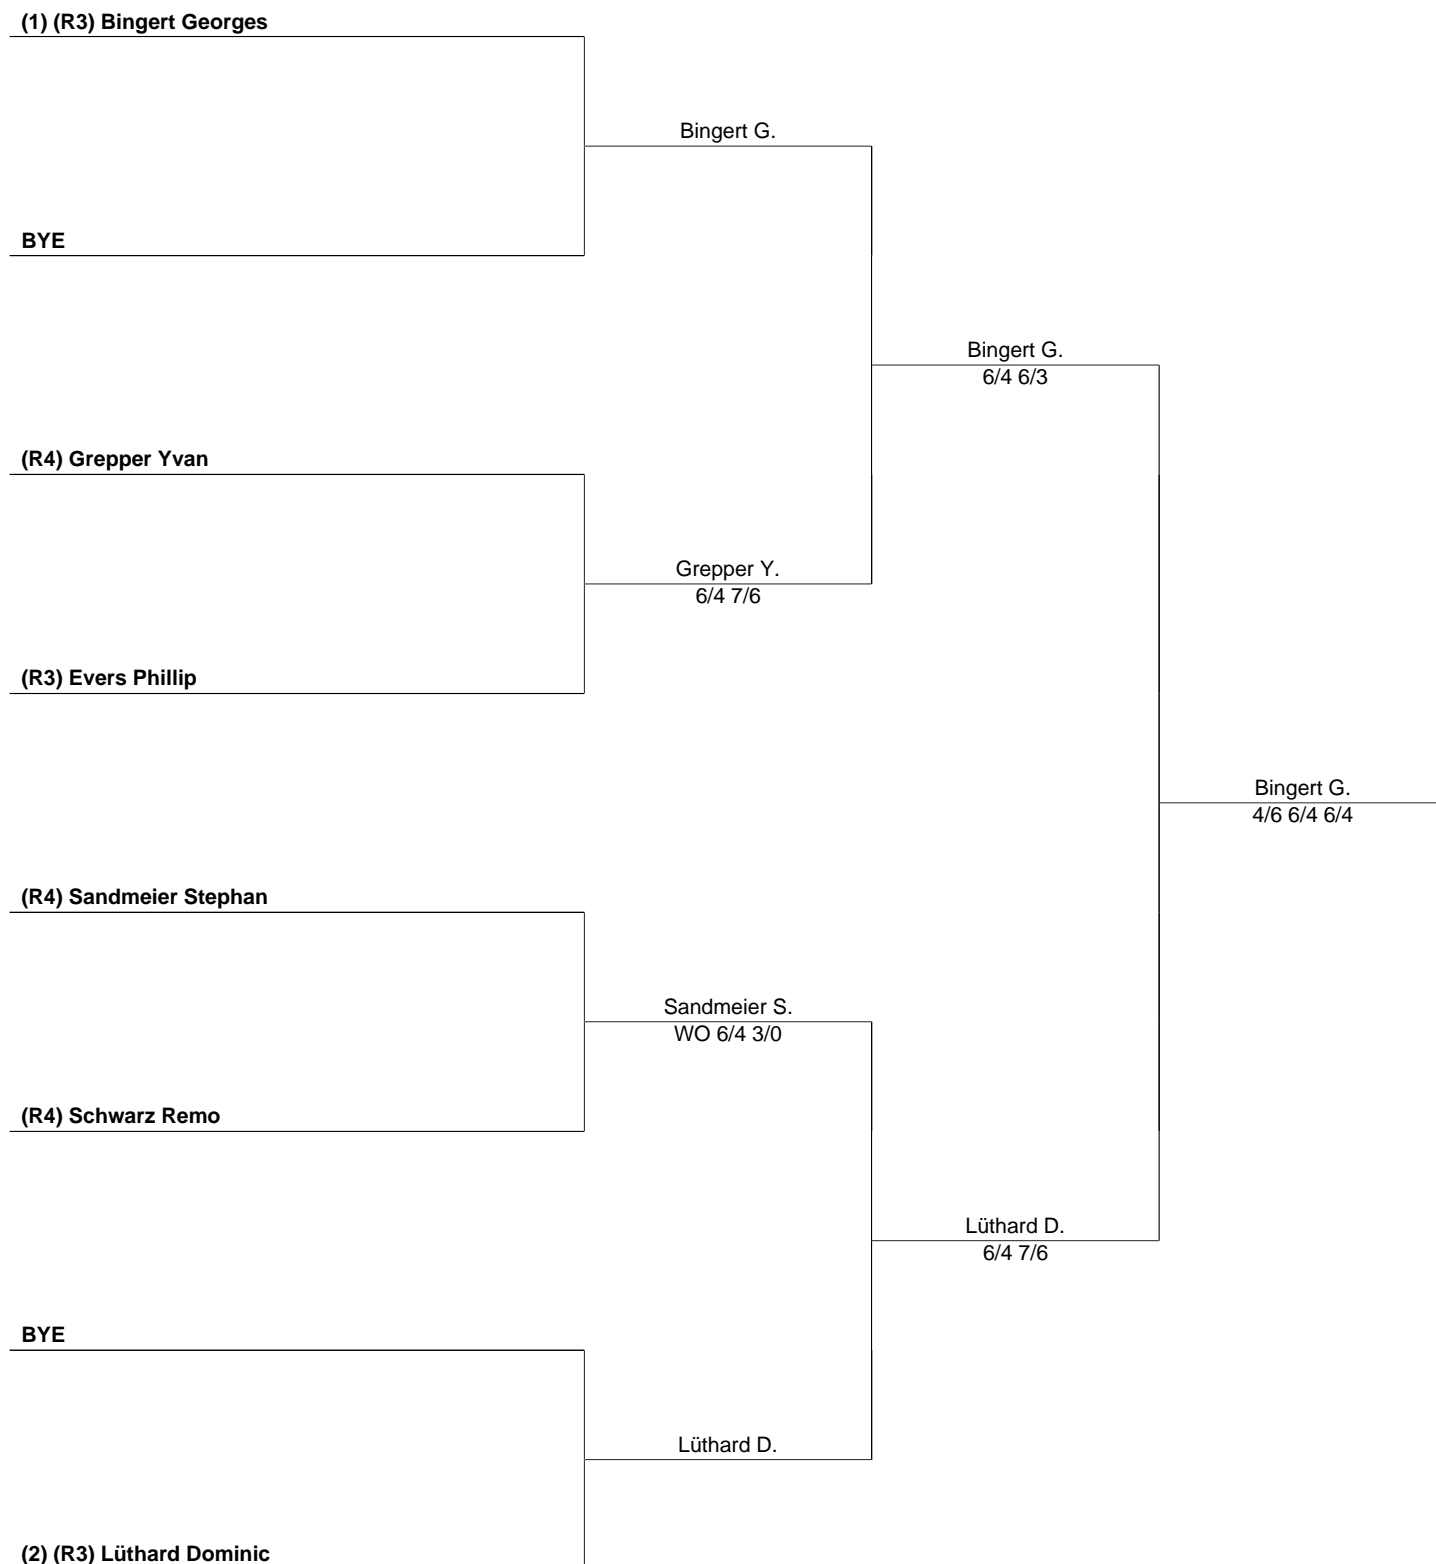 (1) (R3) Bingert Georges
Bingert G.
BYE
Bingert G.
6/4 6/3
(R4) Grepper Yvan
Grepper Y.
6/4 7/6
(R3) Evers Phillip
Bingert G.
4/6 6/4 6/4
(R4) Sandmeier Stephan
Sandmeier S.
WO 6/4 3/0
(R4) Schwarz Remo
Lüthard D.
6/4 7/6
BYE
Lüthard D.
(2) (R3) Lüthard Dominic